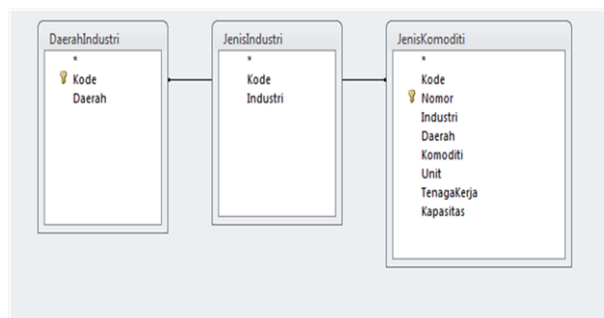 DaerahIndustri
*
Kode
Daerah
JenisIndustri
*
Kode
Industri
JenisKomoditi
*
Kode
Nomor
Industri
Daerah
Komoditi
Unit
TenagaKerja
Kapasitas